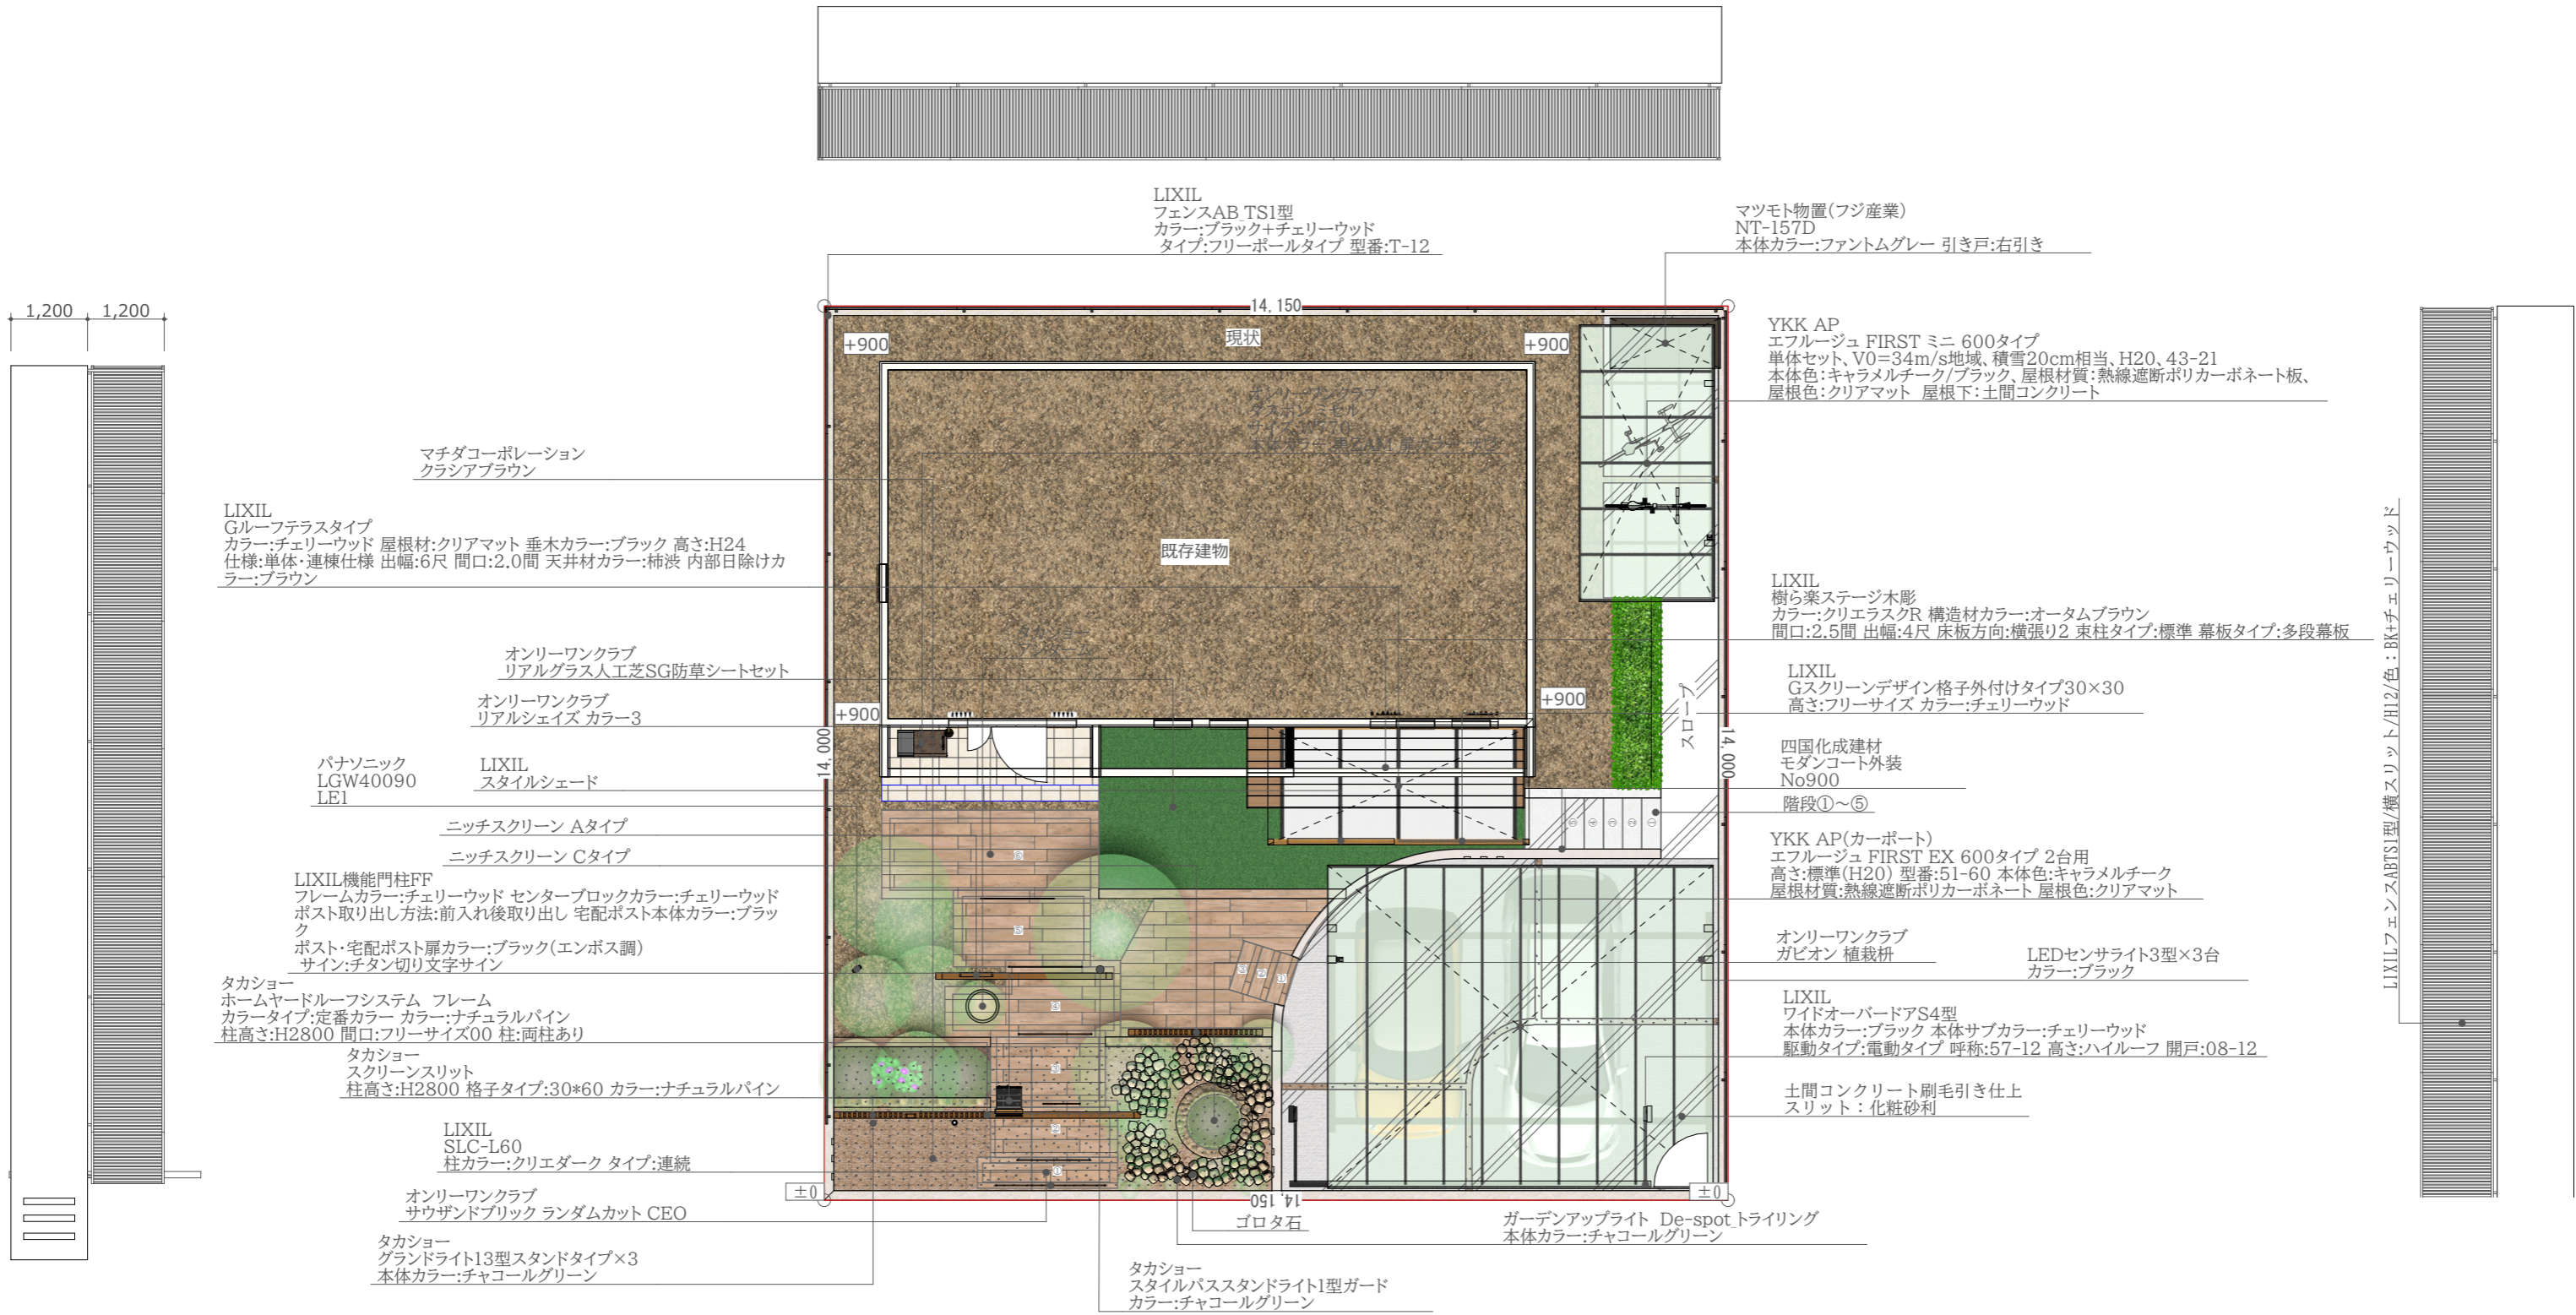 LIXIL
フェンスAB_TS1型
カラー:ブラック+チェリーウッド
タイプ:フリーポールタイプ 型番:T-12
マツモト物置(フジ産業)
NT-157D
本体カラー:ファントムグレー 引き戸:右引き
1,200
1,200
14,150
+900
現状
+900
YKK AP
エフルージュ FIRST ミニ 600タイプ
単体セット、V0=34m/s地域、積雪20cm相当、H20、43-21
本体色:キャラメルチーク/ブラック、屋根材質:熱線遮断ポリカーボネート板、
屋根色:クリアマット 屋根下:土間コンクリート
マチダコーポレーション
クラシアブラウン
LIXIL
Gルーフテラスタイプ
カラー:チェリーウッド 屋根材:クリアマット 垂木カラー:ブラック 高さ:H24
仕様:単体・連棟仕様 出幅:6尺 間口:2.0間 天井材カラー:柿渋 内部日除けカ
ラー:ブラウン
既存建物
LIXIL
樹ら楽ステージ木彫
カラー:クリエラスクR 構造材カラー:オータムブラウン
間口:2.5間 出幅:4尺 床板方向:横張り2 束柱タイプ:標準 幕板タイプ:多段幕板
タカショー
オンリーワンクラブ
リアルグラス人工芝SG防草シートセット
オンリーワンクラブ
リアルシェイズ カラー3
LIXIL
Gスクリーンデザイン格子外付けタイプ30×30
高さ:フリーサイズ カラー:チェリーウッド
+900
+900
スロープ
14,000
14,000
LIXILフェンスABTS1型/横スリット/H12/色:BK+チェリーウッド
パナソニック
LGW40090
LE1
LIXIL
スタイルシェード
四国化成建材
モダンコート外装
No900
階段①～⑤
ニッチスクリーン Aタイプ
ニッチスクリーン Cタイプ
YKK AP(カーポート)
エフルージュ FIRST EX 600タイプ 2台用
高さ:標準(H20) 型番:51-60 本体色:キャラメルチーク
屋根材質:熱線遮断ポリカーボネート 屋根色:クリアマット
LIXIL機能門柱FF
フレームカラー:チェリーウッド センターブロックカラー:チェリーウッド
ポスト取り出し方法:前入れ後取り出し 宅配ポスト本体カラー:ブラッ
ク
ポスト・宅配ポスト扉カラー:ブラック(エンボス調)
サイン:チタン切り文字サイン
オンリーワンクラブ
ガビオン 植栽枡
LEDセンサライト3型×3台
カラー:ブラック
タカショー
ホームヤードルーフシステム フレーム
カラータイプ:定番カラー カラー:ナチュラルパイン
柱高さ:H2800 間口:フリーサイズ00 柱:両柱あり
LIXIL
ワイドオーバードアS4型
本体カラー:ブラック 本体サブカラー:チェリーウッド
駆動タイプ:電動タイプ 呼称:57-12 高さ:ハイルーフ 開戸:08-12
タカショー
スクリーンスリット
柱高さ:H2800 格子タイプ:30*60 カラー:ナチュラルパイン
土間コンクリート刷毛引き仕上
スリット:化粧砂利
LIXIL
SLC-L60
柱カラー:クリエダーク タイプ:連続
⑥
⑤
④
③
②
①
③
②
①
⑤
④
③
②
①
±0
14,150
±0
オンリーワンクラブ
サウザンドブリック ランダムカット CEO
ゴロタ石
ガーデンアップライト De-spot_トライリング
本体カラー:チャコールグリーン
タカショー
グランドライト13型スタンドタイプ×3
本体カラー:チャコールグリーン
タカショー
スタイルパススタンドライト1型ガード
カラー:チャコールグリーン